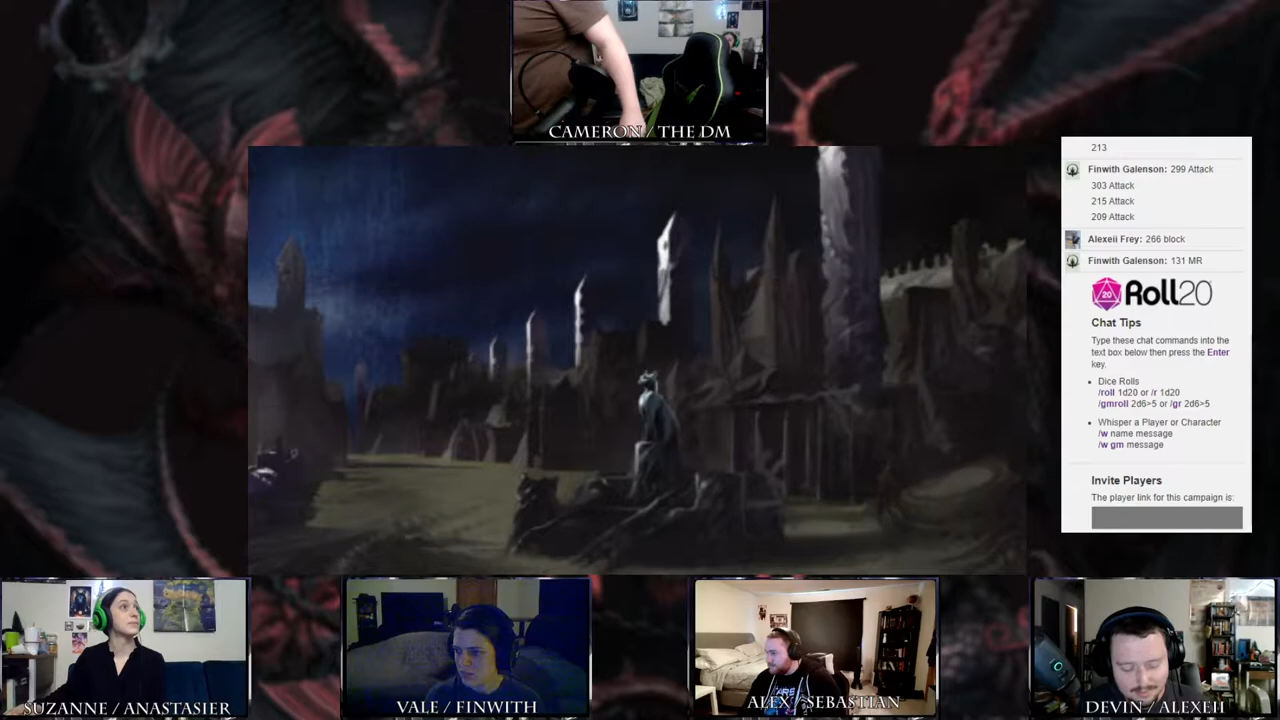 CAMERON / THE DM
213
Finwith Galenson: 299 Attack
303 Attack
215 Attack
209 Attack
Alexeii Frey: 266 block
Finwith Galenson: 131 MR
20 Roll20
Chat Tips
Type these chat commands into the
text box below then press the Enter
key.
• Dice Rolls
/roll 1d20 or /r 1d20
/gmroll 2d6>5 or /gr 2d6>5
• Whisper a Player or Character
/w name message
/w gm message
Invite Players
The player link for this campaign is:
SUZANNE / ANASTASIER
VALE / FINWITH
ALEX / SEBASTIAN
DEVIN / ALEXEII